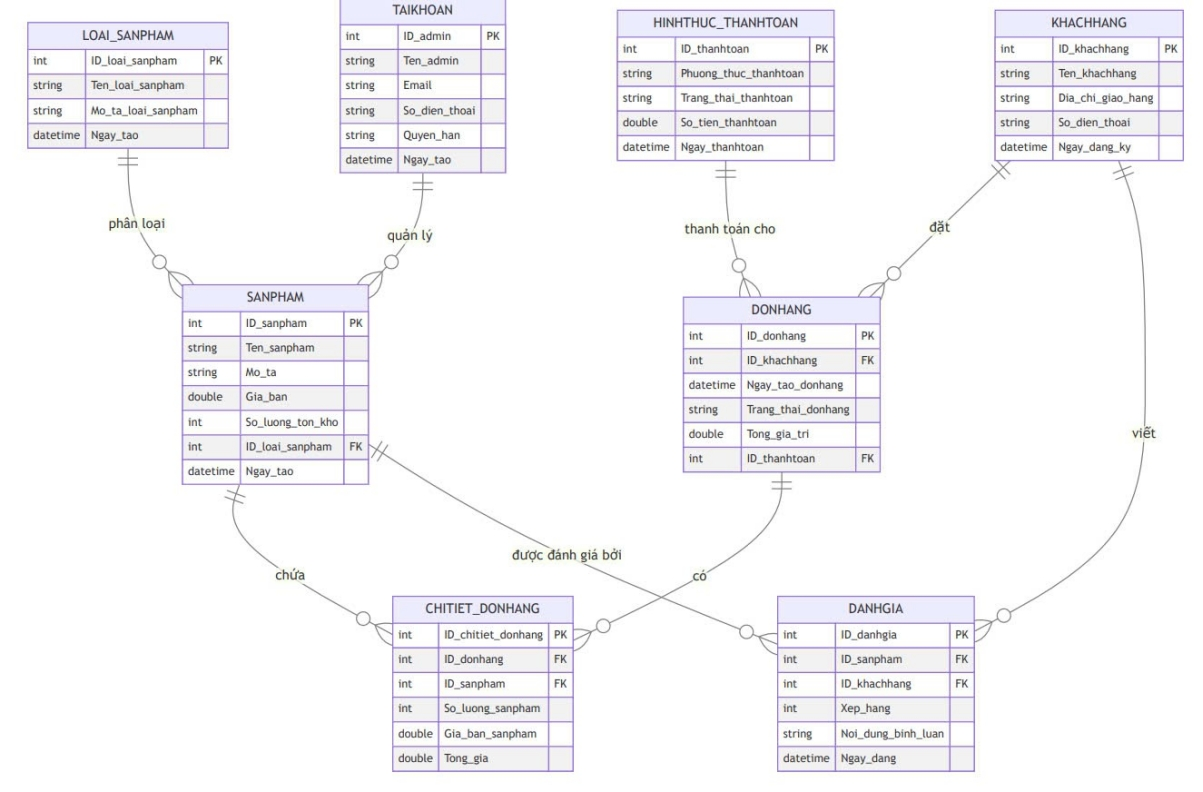 LOAI_SANPHAM
int ID_loai_sanpham PK
string Ten_loai_sanpham
string Mo_ta_loai_sanpham
datetime Ngay_tao
TAIKHOAN
int ID_admin PK
string Ten_admin
string Email
string So_dien_thoai
string Quyen_han
datetime Ngay_tao
HINHTHUC_THANHTOAN
int ID_thanhtoan PK
string Phuong_thuc_thanhtoan
string Trang_thai_thanhtoan
double So_tien_thanhtoan
datetime Ngay_thanhtoan
KHACHHANG
int ID_khachhang PK
string Ten_khachhang
string Dia_chi_giao_hang
string So_dien_thoai
datetime Ngay_dang_ky
phân loại
quản lý
thanh toán cho
đặt
SANPHAM
int ID_sanpham PK
string Ten_sanpham
string Mo_ta
double Gia_ban
int So_luong_ton_kho
int ID_loai_sanpham FK
datetime Ngay_tao
DONHANG
int ID_donhang PK
int ID_khachhang FK
datetime Ngay_tao_donhang
string Trang_thai_donhang
double Tong_gia_tri
int ID_thanhtoan FK
viết
được đánh giá bởi
chứa
có
CHITIET_DONHANG
int ID_chitiet_donhang PK
int ID_donhang FK
int ID_sanpham FK
int So_luong_sanpham
double Gia_ban_sanpham
double Tong_gia
DANHGIA
int ID_danhgia PK
int ID_sanpham FK
int ID_khachhang FK
int Xep_hang
string Noi_dung_binh_luan
datetime Ngay_dang